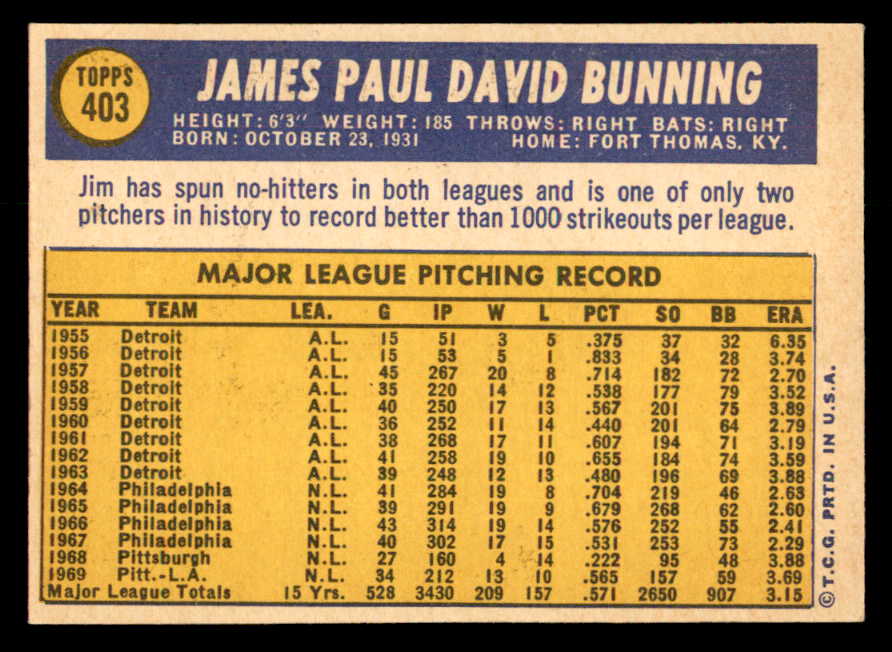 TOPPS
403
JAMES PAUL DAVID BUNNING
HEIGHT: 6'3" WEIGHT: 185 THROWS: RIGHT BATS: RIGHT
BORN: OCTOBER 23, 1931 HOME: FORT THOMAS, KY.
Jim has spun no-hitters in both leagues and is one of only two
pitchers in history to record better than 1000 strikeouts per league.
MAJOR LEAGUE PITCHING RECORD
YEAR TEAM LEA. G IP W L PCT SO BB ERA
1955 Detroit A.L. 15 51 3 5 .375 37 32 6.35
1956 Detroit A.L. 15 53 5 1 .833 34 28 3.74
1957 Detroit A.L. 45 267 20 8 .714 182 72 2.70
1958 Detroit A.L. 35 220 14 12 .538 177 79 3.52
1959 Detroit A.L. 40 250 17 13 .567 201 75 3.89
1960 Detroit A.L. 36 252 11 14 .440 201 64 2.79
1961 Detroit A.L. 38 268 17 11 .607 194 71 3.19
1962 Detroit A.L. 41 258 19 10 .655 184 74 3.59
1963 Detroit A.L. 39 248 12 13 .480 196 69 3.88
1964 Philadelphia N.L. 41 284 19 8 .704 219 46 2.63
1965 Philadelphia N.L. 39 291 19 9 .679 268 62 2.60
1966 Philadelphia N.L. 43 314 19 14 .576 252 55 2.41
1967 Philadelphia N.L. 40 302 17 15 .531 253 73 2.29
1968 Pittsburgh N.L. 27 160 4 14 .222 95 48 3.88
1969 Pitt.-L.A. N.L. 34 212 13 10 .565 157 59 3.69
Major League Totals 15 Yrs. 528 3430 209 157 .571 2650 907 3.15
© T.C.G. PRTD. IN U.S.A.